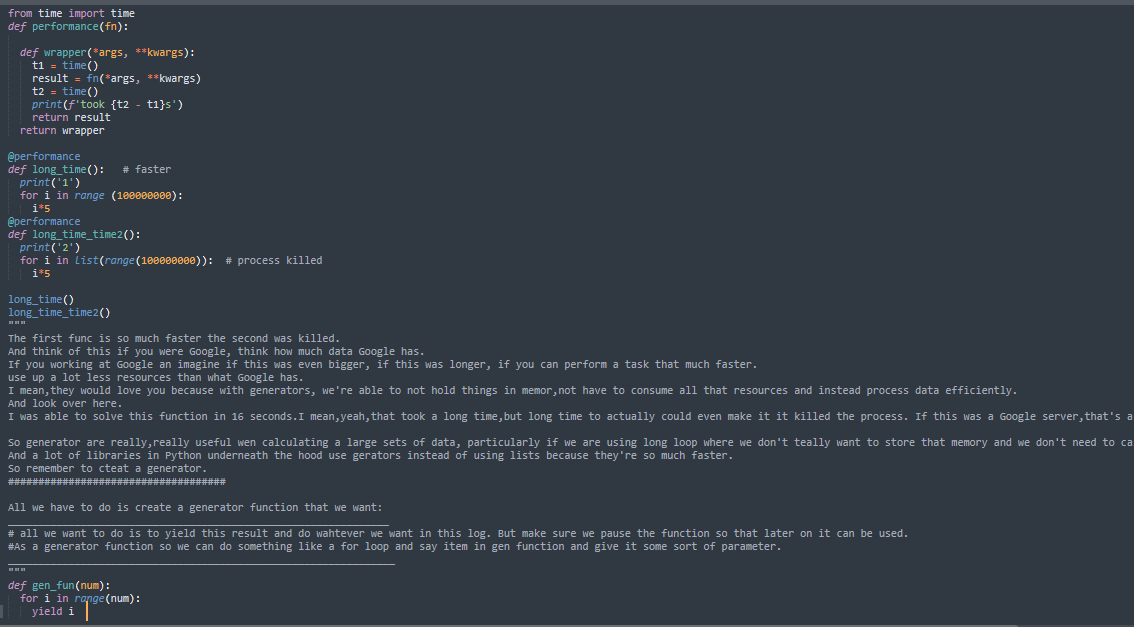 from time import time
def performance(fn):
def wrapper(*args, **kwargs):
t1 = time()
result = fn(*args, **kwargs)
t2 = time()
print(f'took {t2 - t1}s')
return result
return wrapper
@performance
def long_time():   # faster
print('1')
for i in range (100000000):
i*5
@performance
def long_time_time2():
print('2')
for i in list(range(100000000)):  # process killed
i*5
long_time()
long_time_time2()
"""
The first func is so much faster the second was killed.
And think of this if you were Google, think how much data Google has.
If you working at Google an imagine if this was even bigger, if this was longer, if you can perform a task that much faster.
use up a lot less resources than what Google has.
I mean,they would love you because with generators, we're able to not hold things in memor,not have to consume all that resources and instead process data efficiently.
And look over here.
I was able to solve this function in 16 seconds.I mean,yeah,that took a long time,but long time to actually could even make it it killed the process. If this was a Google server,that's a
So generator are really,really useful wen calculating a large sets of data, particularly if we are using long loop where we don't teally want to store that memory and we don't need to ca
And a lot of libraries in Python underneath the hood use gerators instead of using lists because they're so much faster.
So remember to cteat a generator.
###################################
All we have to do is create a generator function that we want:
_______________________________________________________________
# all we want to do is to yield this result and do wahtever we want in this log. But make sure we pause the function so that later on it can be used.
#As a generator function so we can do something like a for loop and say item in gen function and give it some sort of parameter.
________________________________________________________________
"""
def gen_fun(num):
for i in range(num):
yield i